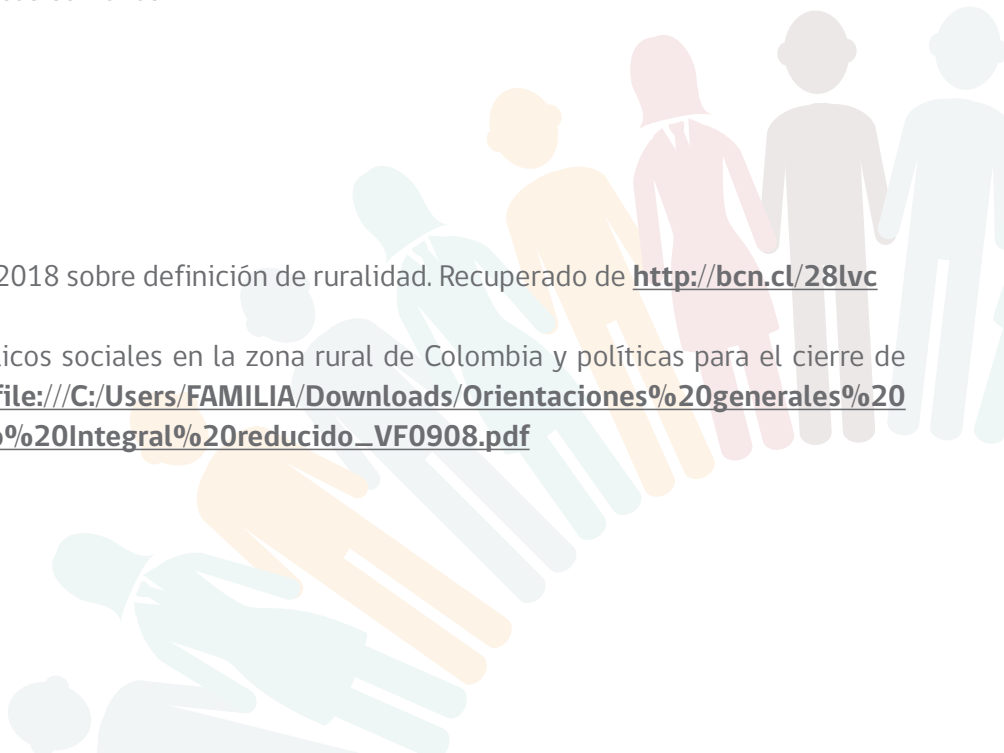 2018 sobre definición de ruralidad. Recuperado de http://bcn.cl/28lvc
icos sociales en la zona rural de Colombia y políticas para el cierre de
file:///C:/Users/FAMILIA/Downloads/Orientaciones%20generales%20
%20Integral%20reducido_VF0908.pdf